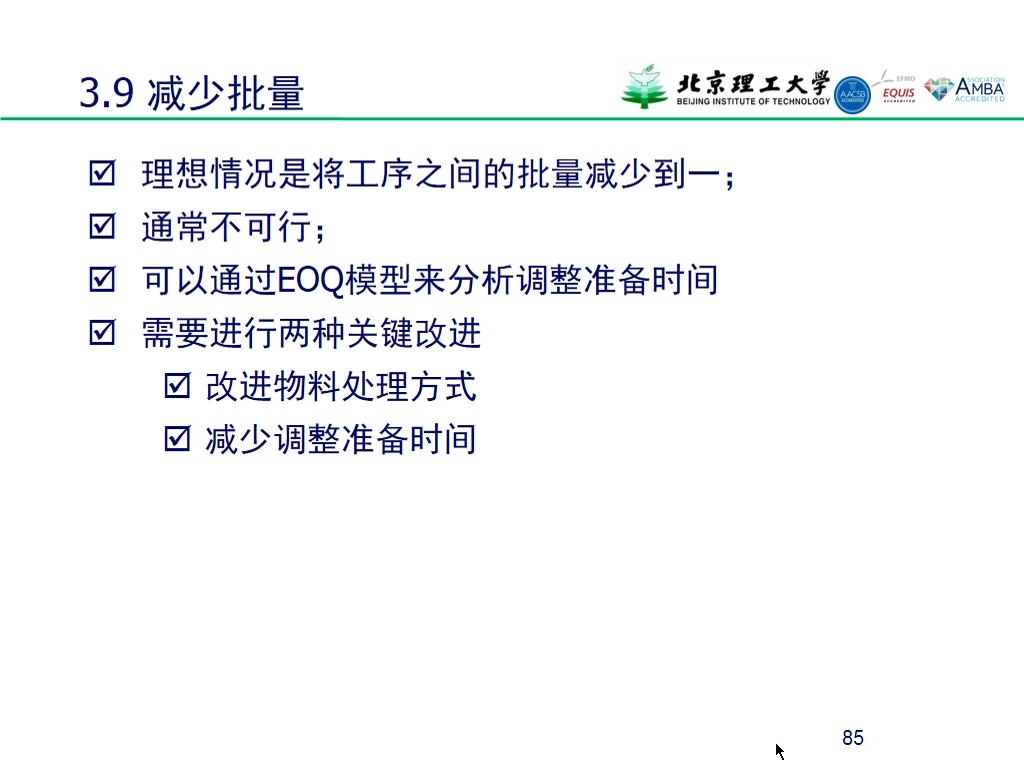 3.9 减少批量
北京理工大学
BEIJING INSTITUTE OF TECHNOLOGY
AACSB
ACCREDITED
EFMD
EQUIS
ACCREDITED
ASSOCIATION
AMBA
ACCREDITED
理想情况是将工序之间的批量减少到一；
通常不可行；
可以通过EOQ模型来分析调整准备时间
需要进行两种关键改进
改进物料处理方式
减少调整准备时间
85